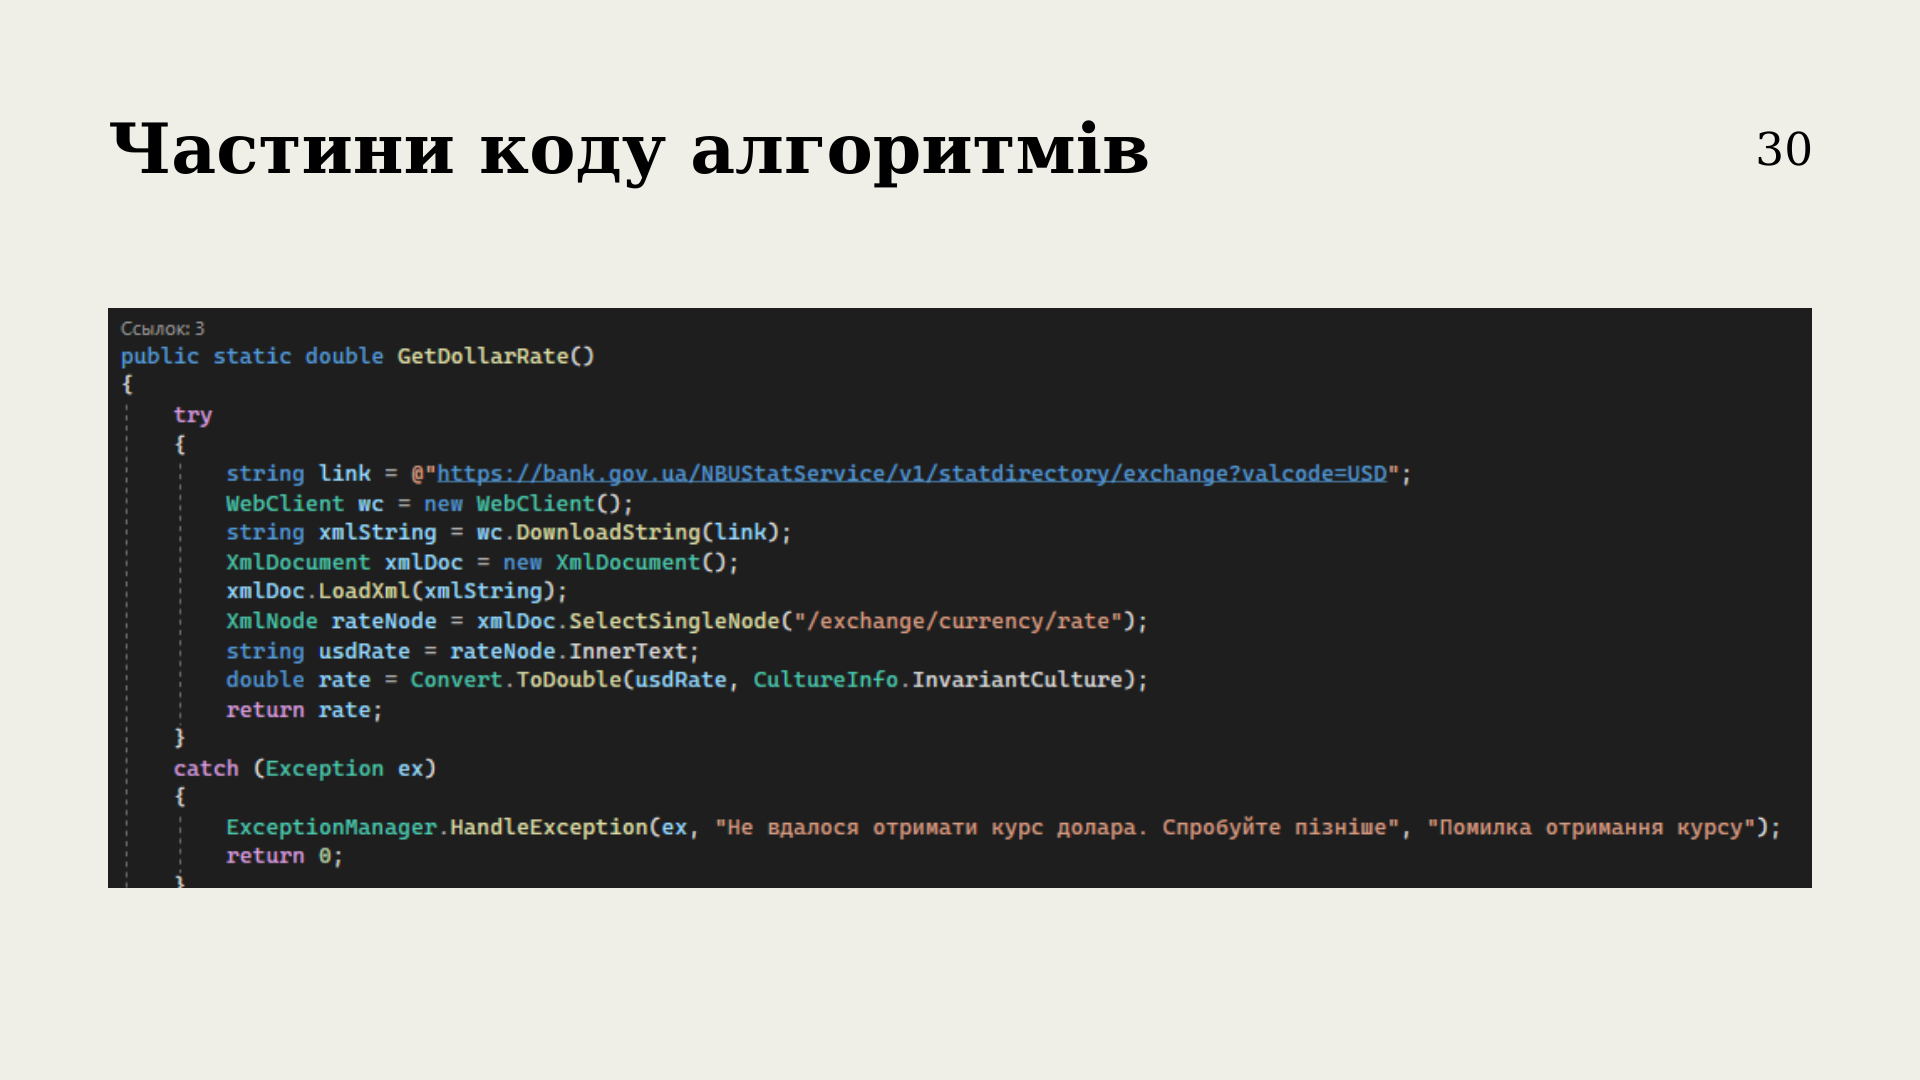 Частини коду алгоритмів
30
Ссылок: 3
public static double GetDollarRate()
{
try
{
string link = @"https://bank.gov.ua/NBUStatService/v1/statdirectory/exchange?valcode=USD";
WebClient wc = new WebClient();
string xmlString = wc.DownloadString(link);
XmlDocument xmlDoc = new XmlDocument();
xmlDoc.LoadXml(xmlString);
XmlNode rateNode = xmlDoc.SelectSingleNode("/exchange/currency/rate");
string usdRate = rateNode.InnerText;
double rate = Convert.ToDouble(usdRate, CultureInfo.InvariantCulture);
return rate;
}
catch (Exception ex)
{
ExceptionManager.HandleException(ex, "Не вдалося отримати курс долара. Спробуйте пізніше", "Помилка отримання курсу");
return 0;
}